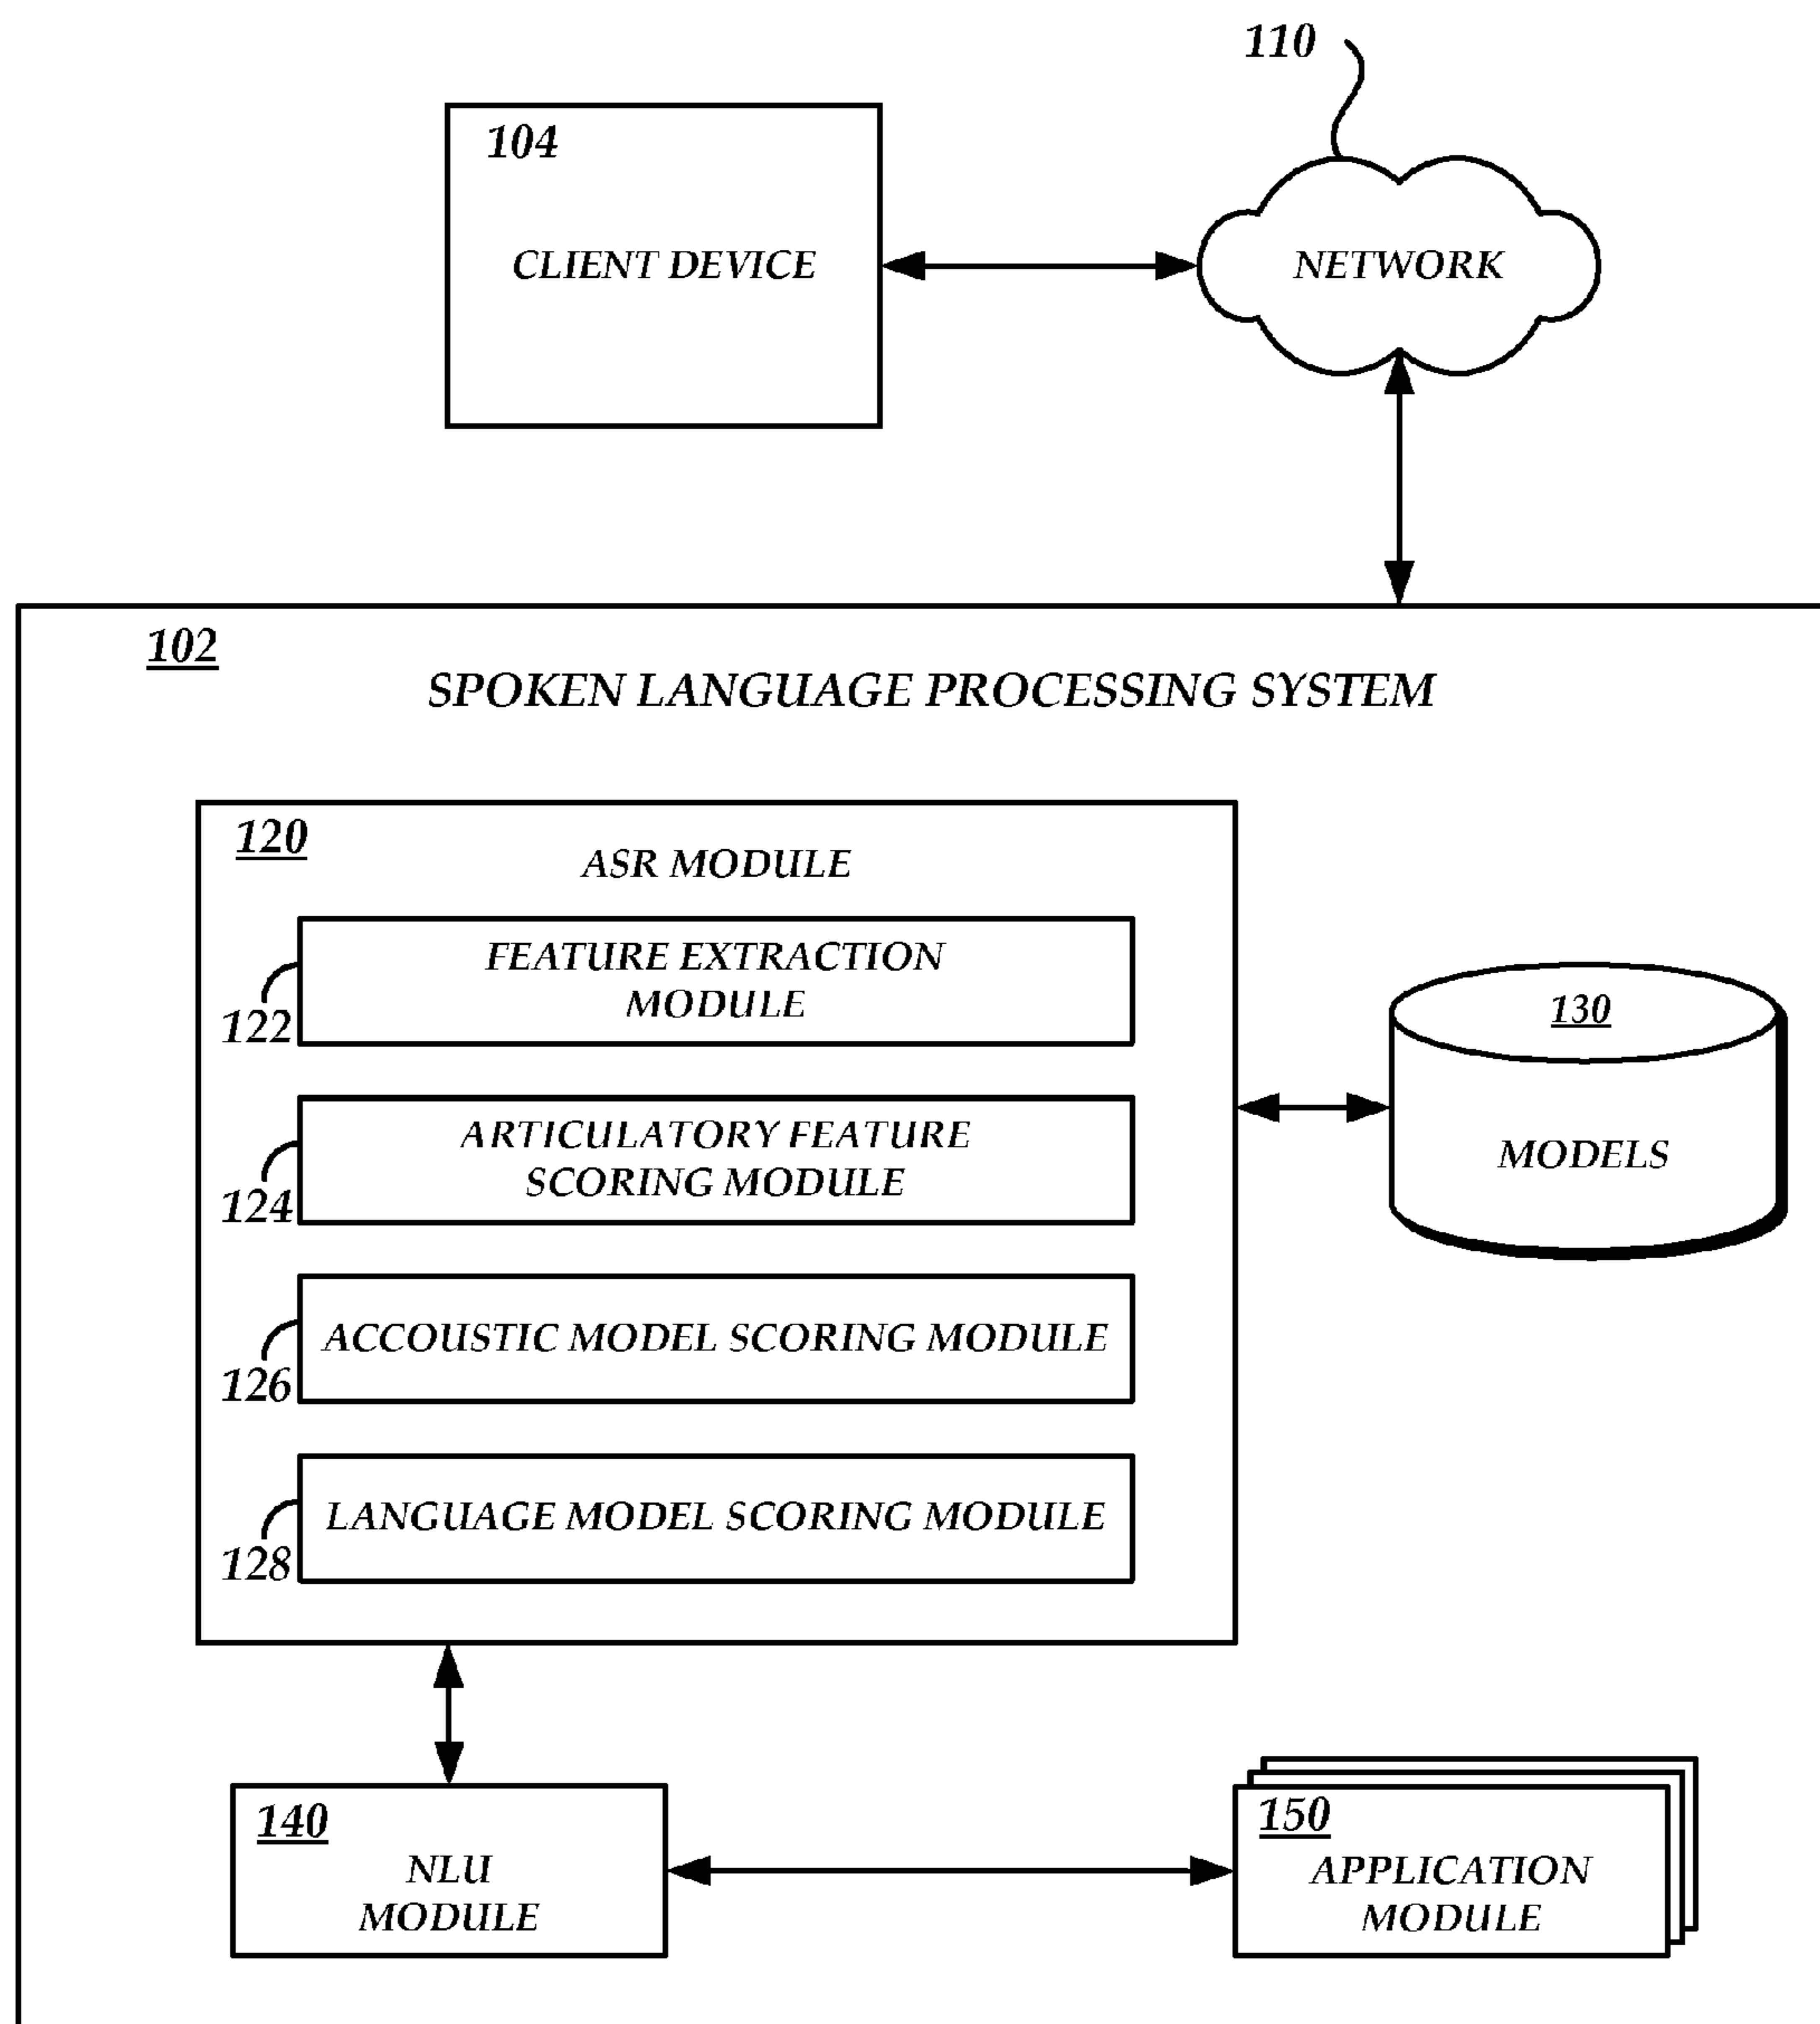 110
104
CLIENT DEVICE
NETWORK
102
SPOKEN LANGUAGE PROCESSING SYSTEM
120
ASR MODULE
FEATURE EXTRACTION
MODULE
122
130
ARTICULATORY FEATURE
SCORING MODULE
124
MODELS
ACCOUSTIC MODEL SCORING MODULE
126
LANGUAGE MODEL SCORING MODULE
128
140
NLU
MODULE
150
APPLICATION
MODULE